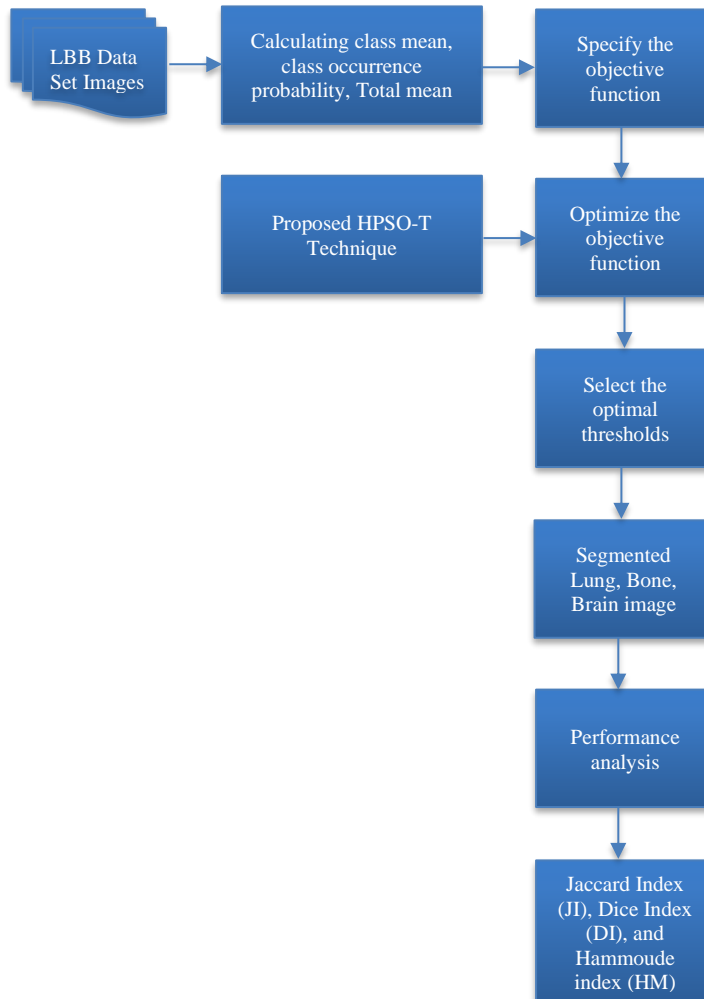 LBB Data
Set Images
Calculating class mean,
class occurrence
probability, Total mean
Specify the
objective
function
Proposed HPSO-T
Technique
Optimize the
objective
function
Select the
optimal
thresholds
Segmented
Lung, Bone,
Brain image
Performance
analysis
Jaccard Index
(JI), Dice Index
(DI), and
Hammoude
index (HM)